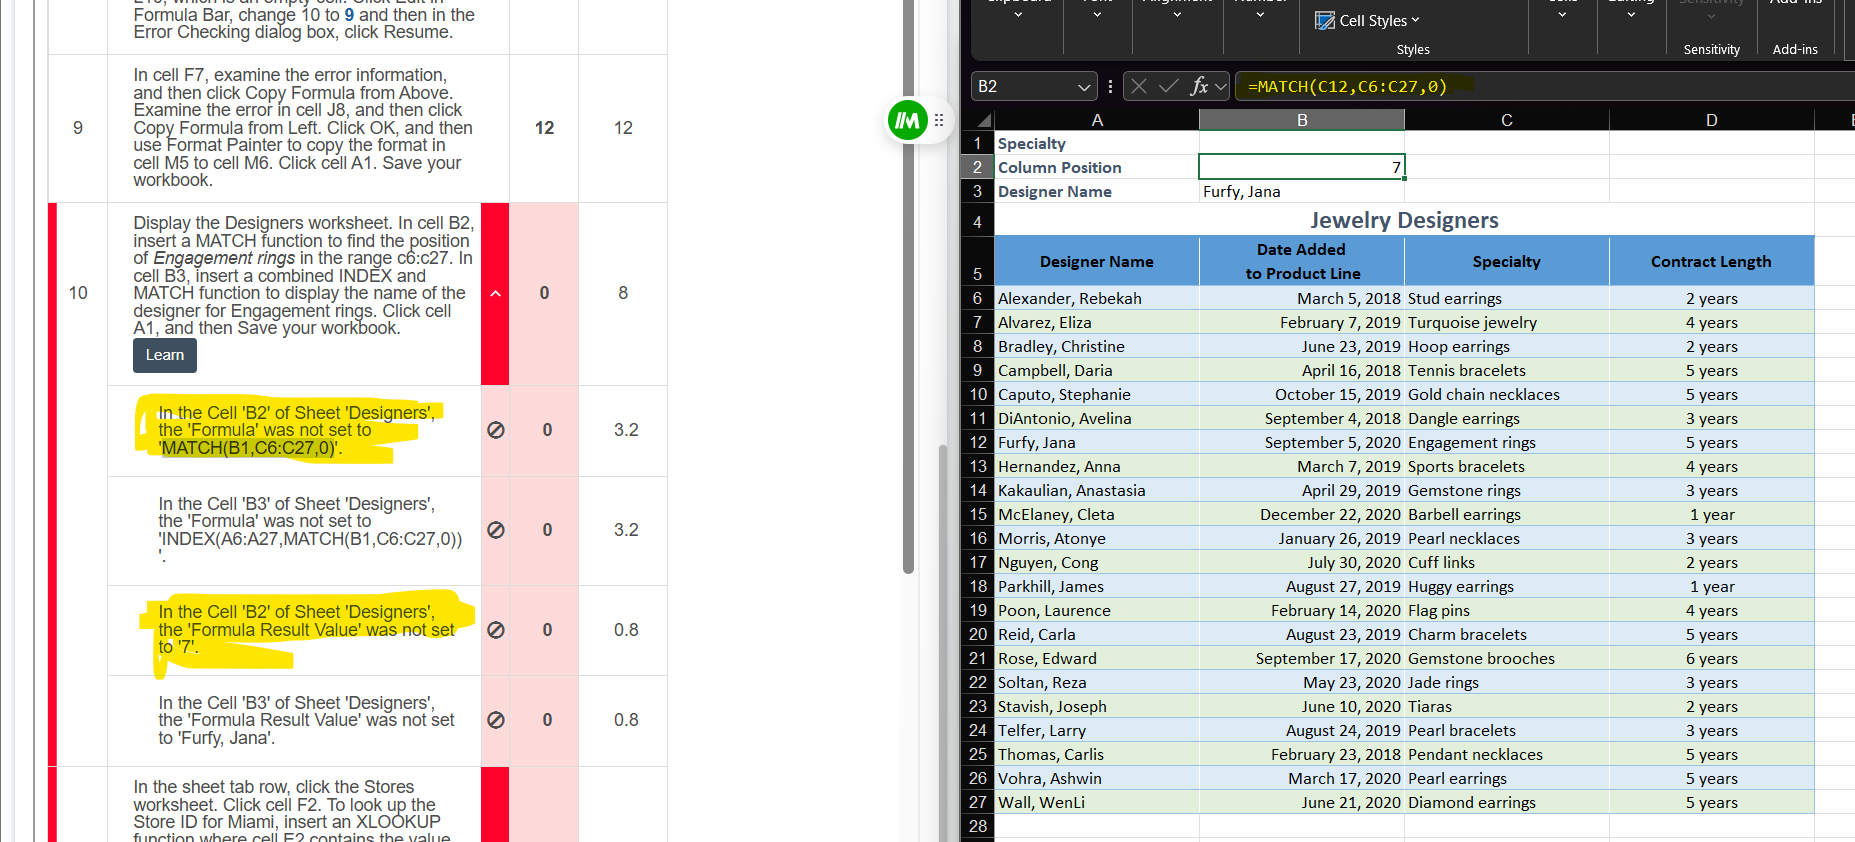 Formula Bar, change 10 to 9 and then in the
Error Checking dialog box, click Resume.
9
In cell F7, examine the error information,
and then click Copy Formula from Above.
Examine the error in cell J8, and then click
Copy Formula from Left. Click OK, and then
use Format Painter to copy the format in
cell M5 to cell M6. Click cell A1. Save your
workbook.
12
12
10
Display the Designers worksheet. In cell B2,
insert a MATCH function to find the position
of Engagement rings in the range c6:c27. In
cell B3, insert a combined INDEX and
MATCH function to display the name of the
designer for Engagement rings. Click cell
A1, and then Save your workbook.
Learn
0
8
In the Cell 'B2' of Sheet 'Designers',
the 'Formula' was not set to
'MATCH(B1,C6:C27,0)'.
0
3.2
In the Cell 'B3' of Sheet 'Designers',
the 'Formula' was not set to
'INDEX(A6:A27,MATCH(B1,C6:C27,0))
'.
0
3.2
In the Cell 'B2' of Sheet 'Designers',
the 'Formula Result Value' was not set
to '7'.
0
0.8
In the Cell 'B3' of Sheet 'Designers',
the 'Formula Result Value' was not set
to 'Furfy, Jana'.
0
0.8
In the sheet tab row, click the Stores
worksheet. Click cell F2. To look up the
Store ID for Miami, insert an XLOOKUP
function where cell E2 contains the value
Cell Styles
Styles
Sensitivity
Add-ins
B2
fx
=MATCH(C12,C6:C27,0)
A B C D
1 Specialty
2 Column Position 7
3 Designer Name Furfy, Jana
4 Jewelry Designers
5 Designer Name Date Added to Product Line Specialty Contract Length
6 Alexander, Rebekah March 5, 2018 Stud earrings 2 years
7 Alvarez, Eliza February 7, 2019 Turquoise jewelry 4 years
8 Bradley, Christine June 23, 2019 Hoop earrings 2 years
9 Campbell, Daria April 16, 2018 Tennis bracelets 5 years
10 Caputo, Stephanie October 15, 2019 Gold chain necklaces 5 years
11 DiAntonio, Avelina September 4, 2018 Dangle earrings 3 years
12 Furfy, Jana September 5, 2020 Engagement rings 5 years
13 Hernandez, Anna March 7, 2019 Sports bracelets 4 years
14 Kakaulian, Anastasia April 29, 2019 Gemstone rings 3 years
15 McElaney, Cleta December 22, 2020 Barbell earrings 1 year
16 Morris, Atonye January 26, 2019 Pearl necklaces 3 years
17 Nguyen, Cong July 30, 2020 Cuff links 2 years
18 Parkhill, James August 27, 2019 Huggy earrings 1 year
19 Poon, Laurence February 14, 2020 Flag pins 4 years
20 Reid, Carla August 23, 2019 Charm bracelets 5 years
21 Rose, Edward September 17, 2020 Gemstone brooches 6 years
22 Soltan, Reza May 23, 2020 Jade rings 3 years
23 Stavish, Joseph June 10, 2020 Tiaras 2 years
24 Telfer, Larry August 24, 2019 Pearl bracelets 3 years
25 Thomas, Carlis February 23, 2018 Pendant necklaces 5 years
26 Vohra, Ashwin March 17, 2020 Pearl earrings 5 years
27 Wall, WenLi June 21, 2020 Diamond earrings 5 years
28